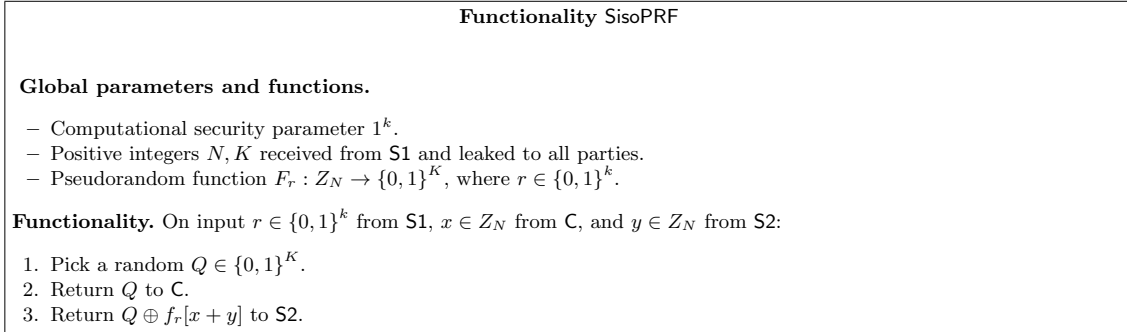 Functionality SisoPRF
Global parameters and functions.
– Computational security parameter 1^k.
– Positive integers N, K received from S1 and leaked to all parties.
– Pseudorandom function F_r : Z_N → {0, 1}^K, where r ∈ {0, 1}^k.
Functionality. On input r ∈ {0, 1}^k from S1, x ∈ Z_N from C, and y ∈ Z_N from S2:
1. Pick a random Q ∈ {0, 1}^K.
2. Return Q to C.
3. Return Q ⊕ f_r[x + y] to S2.